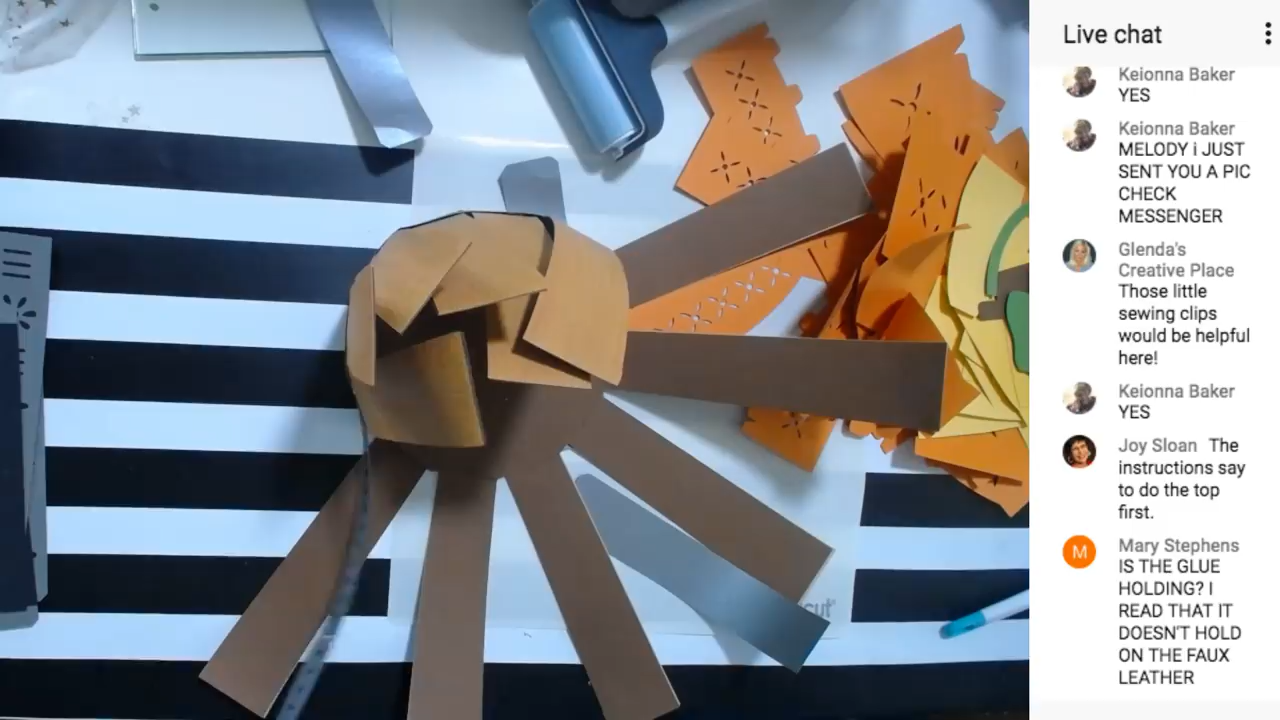 Live chat
Keionna Baker
YES
Keionna Baker
MELODY i JUST
SENT YOU A PIC
CHECK
MESSENGER
Glenda's
Creative Place
Those little
sewing clips
would be helpful
here!
Keionna Baker
YES
Joy Sloan The
instructions say
to do the top
first.
M
Mary Stephens
IS THE GLUE
HOLDING? I
READ THAT IT
DOESN'T HOLD
ON THE FAUX
LEATHER